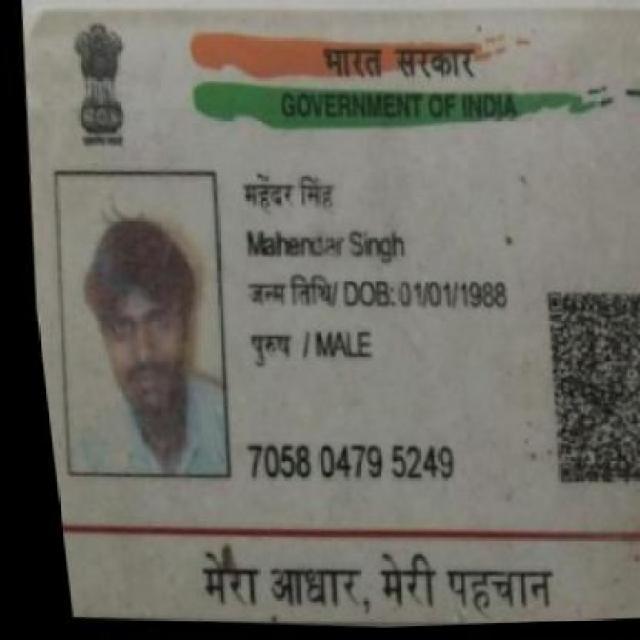 भारत सरकार
GOVERNMENT OF INDIA
महेंदर सिंह
Mahendar Singh
जन्म तिथि/ DOB: 01/01/1988
पुरुष / MALE
7058 0479 5249
मेरा आधार, मेरी पहचान